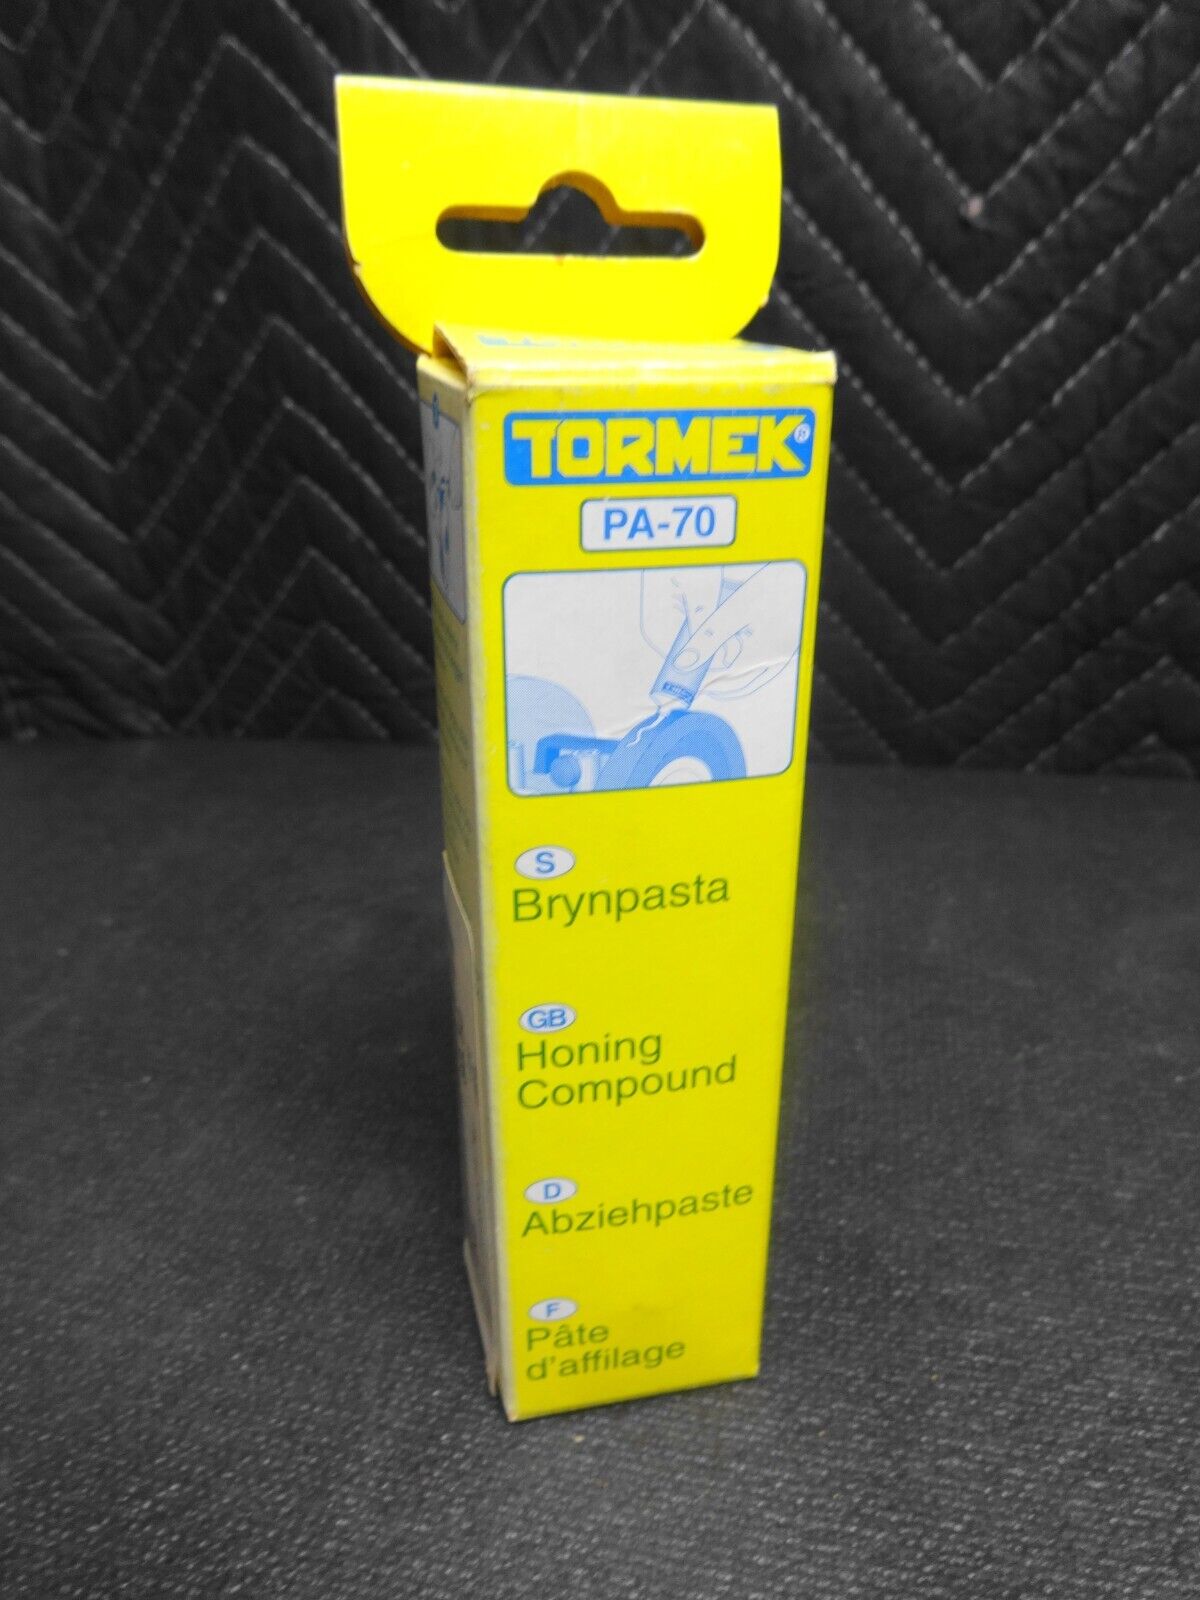 TORMEK®
PA-70
S
Brynpasta
GB
Honing
Compound
D
Abziehpaste
F
Pâte
d'affilage